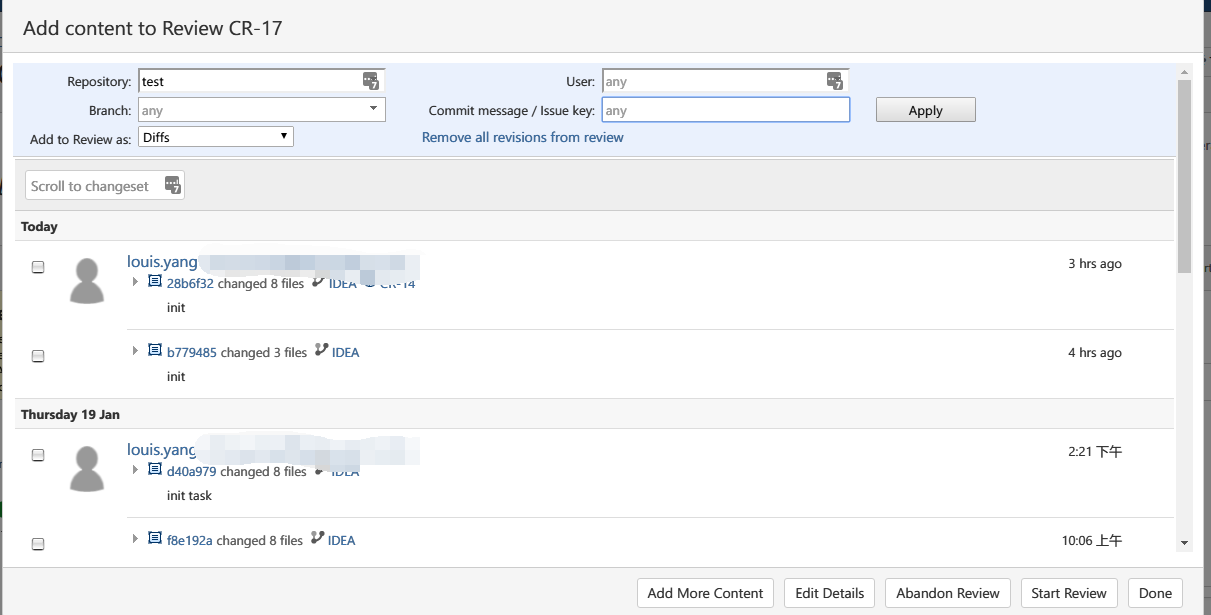 Add content to Review CR-17
Repository: test User: any
Branch: any Commit message / Issue key: any Apply
Add to Review as: Diffs Remove all revisions from review
Scroll to changeset
Today
louis.yang 3 hrs ago
28b6f32 changed 8 files IDEA CR-14
init
b779485 changed 3 files IDEA 4 hrs ago
init
Thursday 19 Jan
louis.yang 2:21 下午
d40a979 changed 8 files IDEA
init task
f8e192a changed 8 files IDEA 10:06 上午
Add More Content Edit Details Abandon Review Start Review Done